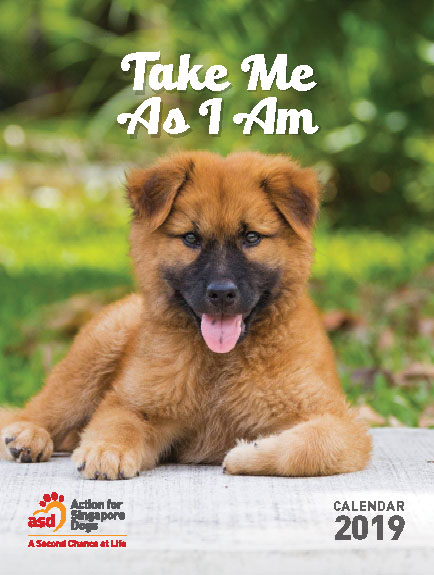 Take Me
As I Am
asd
Action for
Singapore
Dogs
A Second Chance at Life
CALENDAR
2019